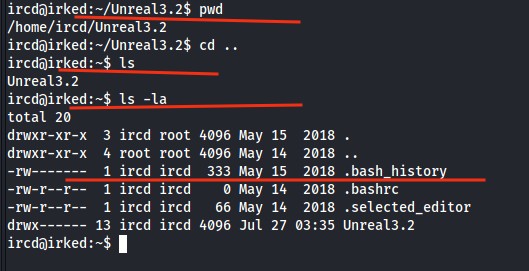 ircd@irked:~/Unreal3.2$ pwd
/home/ircd/Unreal3.2
ircd@irked:~/Unreal3.2$ cd ..
ircd@irked:~$ ls
Unreal3.2
ircd@irked:~$ ls -la
total 20
drwxr-xr-x  3 ircd root 4096 May 15  2018 .
drwxr-xr-x  4 root root 4096 May 14  2018 ..
-rw-------  1 ircd ircd  333 May 15  2018 .bash_history
-rw-r--r--  1 ircd ircd    0 May 14  2018 .bashrc
-rw-r--r--  1 ircd ircd   66 May 14  2018 .selected_editor
drwx------ 13 ircd ircd 4096 Jul 27 03:35 Unreal3.2
ircd@irked:~$